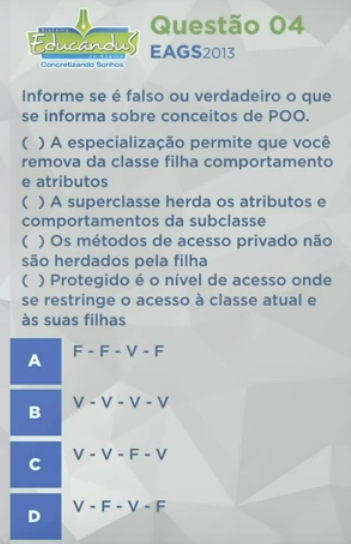 Sistema
Educandus
de Ensino
Concretizando Sonhos
Questão 04
EAGS2013
Informe se é falso ou verdadeiro o que
se informa sobre conceitos de POO.
( ) A especialização permite que você
remova da classe filha comportamento
e atributos
( ) A superclasse herda os atributos e
comportamentos da subclasse
( ) Os métodos de acesso privado não
são herdados pela filha
( ) Protegido é o nível de acesso onde
se restringe o acesso à classe atual e
às suas filhas
A F - F - V - F
B V - V - V - V
C V - V - F - V
D V - F - V - F